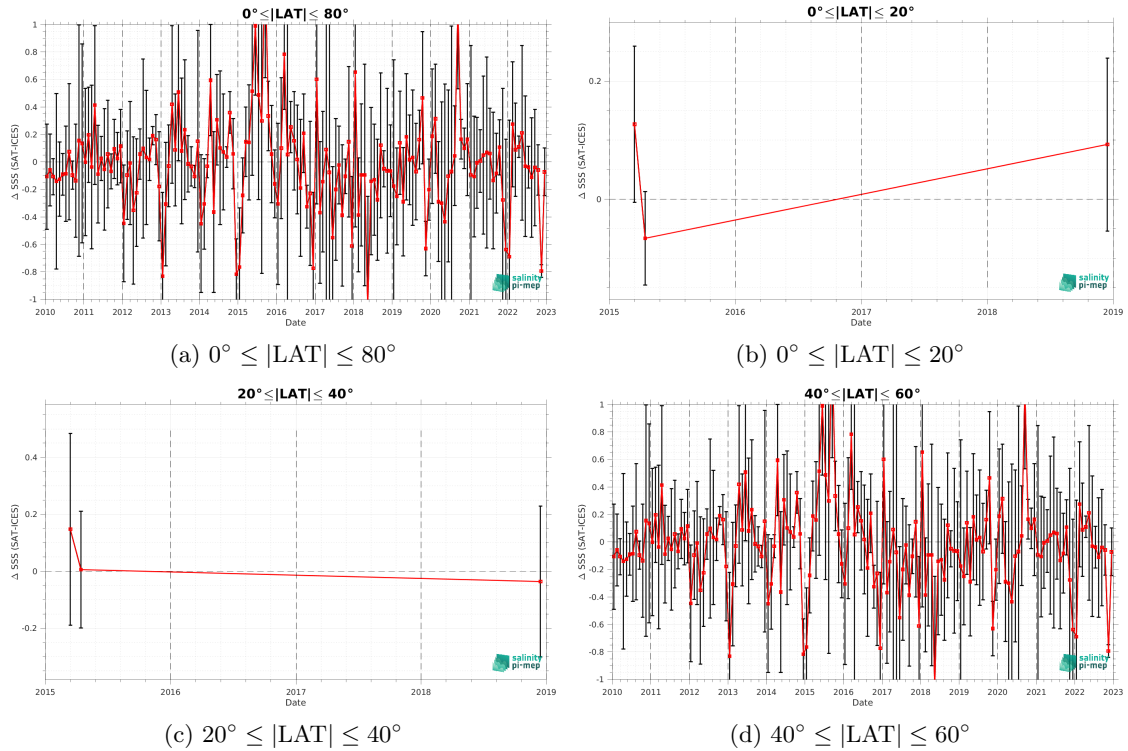 0°≤|LAT|≤ 80°
1
0.8
0.6
0.4
0.2
0
-0.2
-0.4
-0.6
-0.8
-1
Δ SSS (SAT-ICES)
2010 2011 2012 2013 2014 2015 2016 2017 2018 2019 2020 2021 2022 2023
Date
salinity
pi-mep
(a) 0° ≤ |LAT| ≤ 80°
0°≤|LAT|≤ 20°
0.2
0
Δ SSS (SAT-ICES)
2015 2016 2017 2018 2019
Date
salinity
pi-mep
(b) 0° ≤ |LAT| ≤ 20°
20°≤|LAT|≤ 40°
0.4
0.2
0
-0.2
Δ SSS (SAT-ICES)
2015 2016 2017 2018 2019
Date
salinity
pi-mep
(c) 20° ≤ |LAT| ≤ 40°
40°≤|LAT|≤ 60°
1
0.8
0.6
0.4
0.2
0
-0.2
-0.4
-0.6
-0.8
-1
Δ SSS (SAT-ICES)
2010 2011 2012 2013 2014 2015 2016 2017 2018 2019 2020 2021 2022 2023
Date
salinity
pi-mep
(d) 40° ≤ |LAT| ≤ 60°